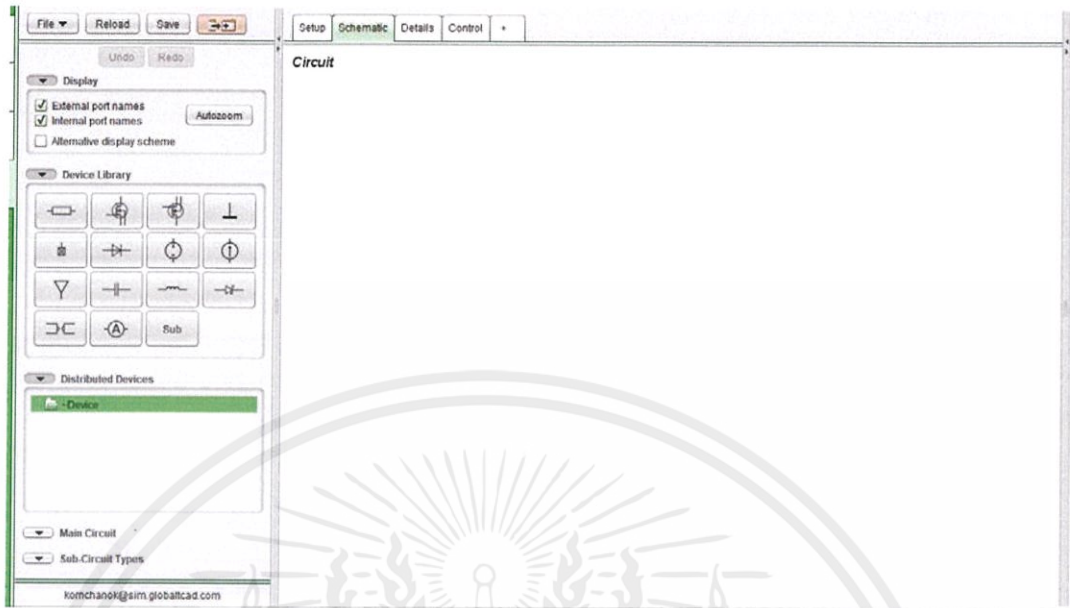 File Reload Save
Setup Schematic Details Control +
Undo Redo
Circuit
Display
External port names
Internal port names
Autozoom
Alternative display scheme
Device Library
A
Sub
Distributed Devices
- Device
Main Circuit
Sub-Circuit Types
komchanok@sim.globaltcad.com